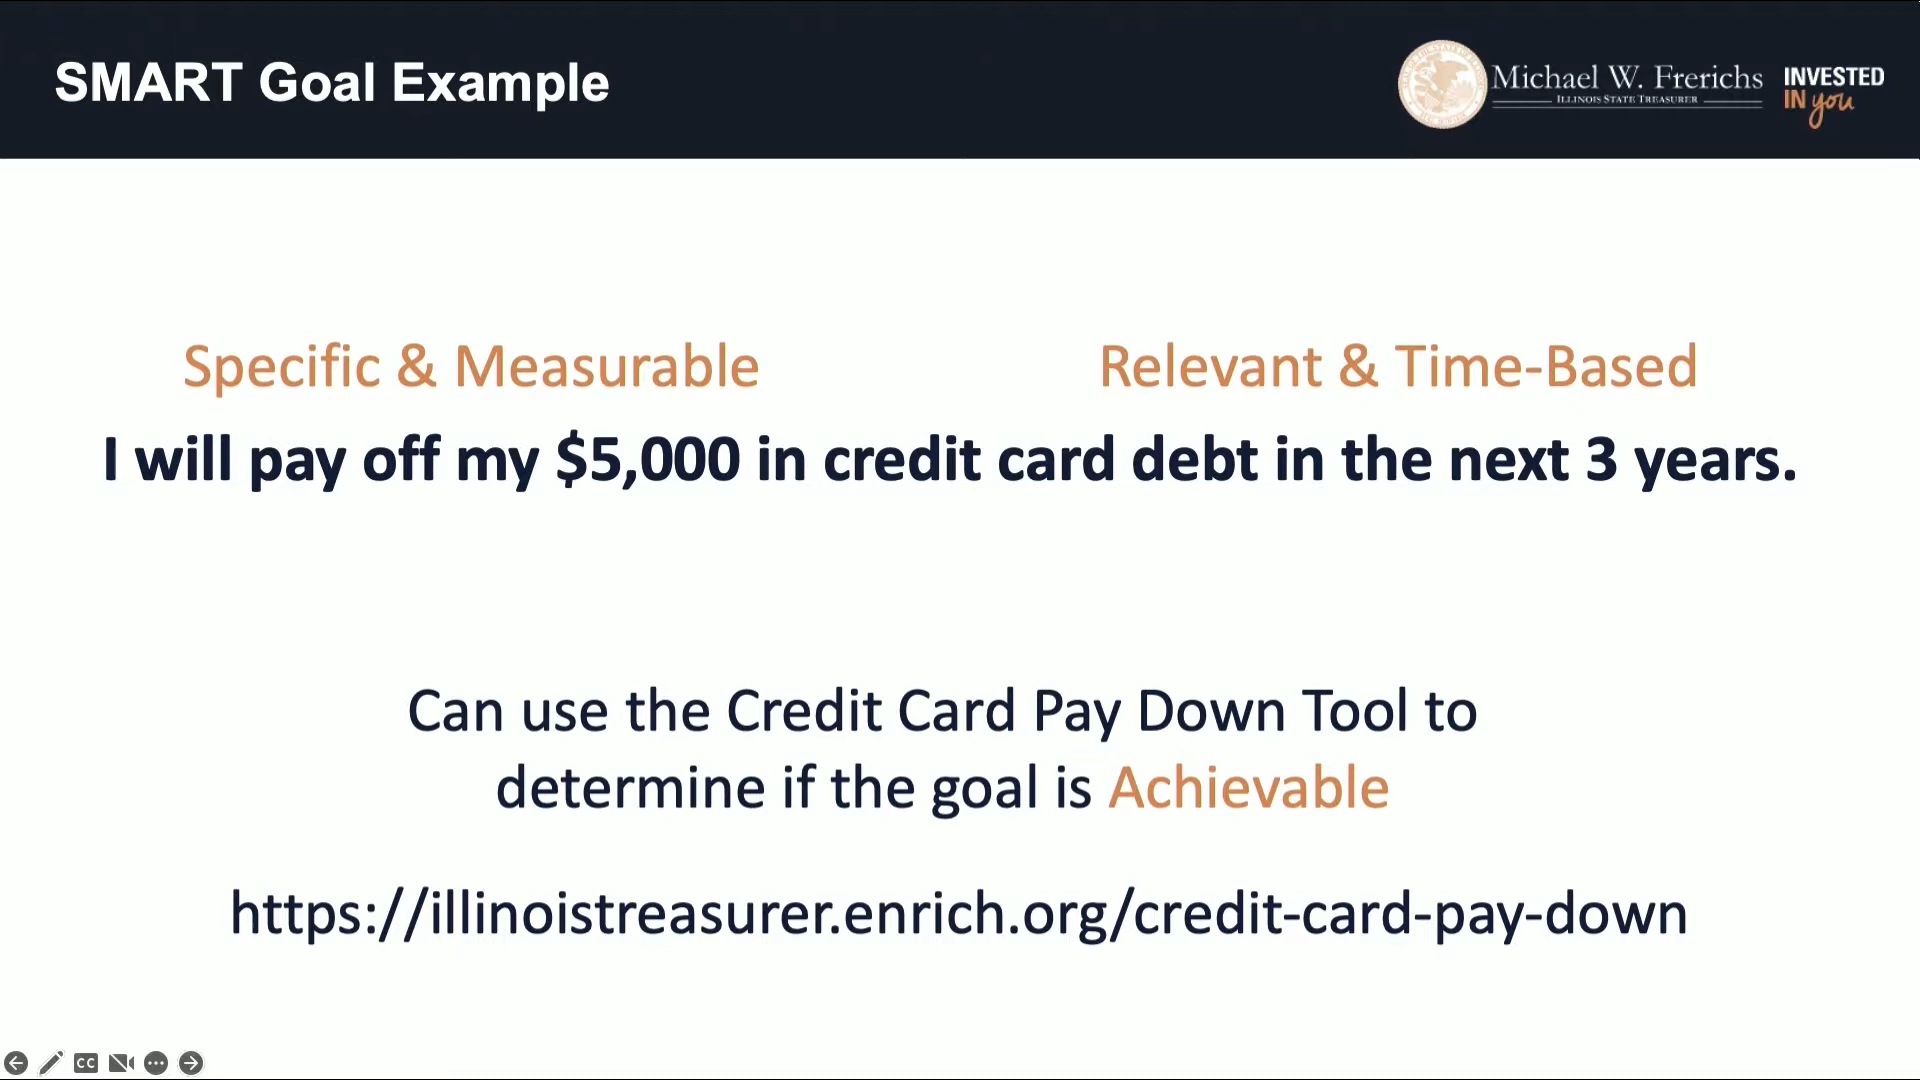 SMART Goal Example
Michael W. Frerichs
ILLINOIS STATE TREASURER
INVESTED
IN you
Specific & Measurable
Relevant & Time-Based
I will pay off my $5,000 in credit card debt in the next 3 years.
Can use the Credit Card Pay Down Tool to
determine if the goal is Achievable
https://illinoistreasurer.enrich.org/credit-card-pay-down
CC